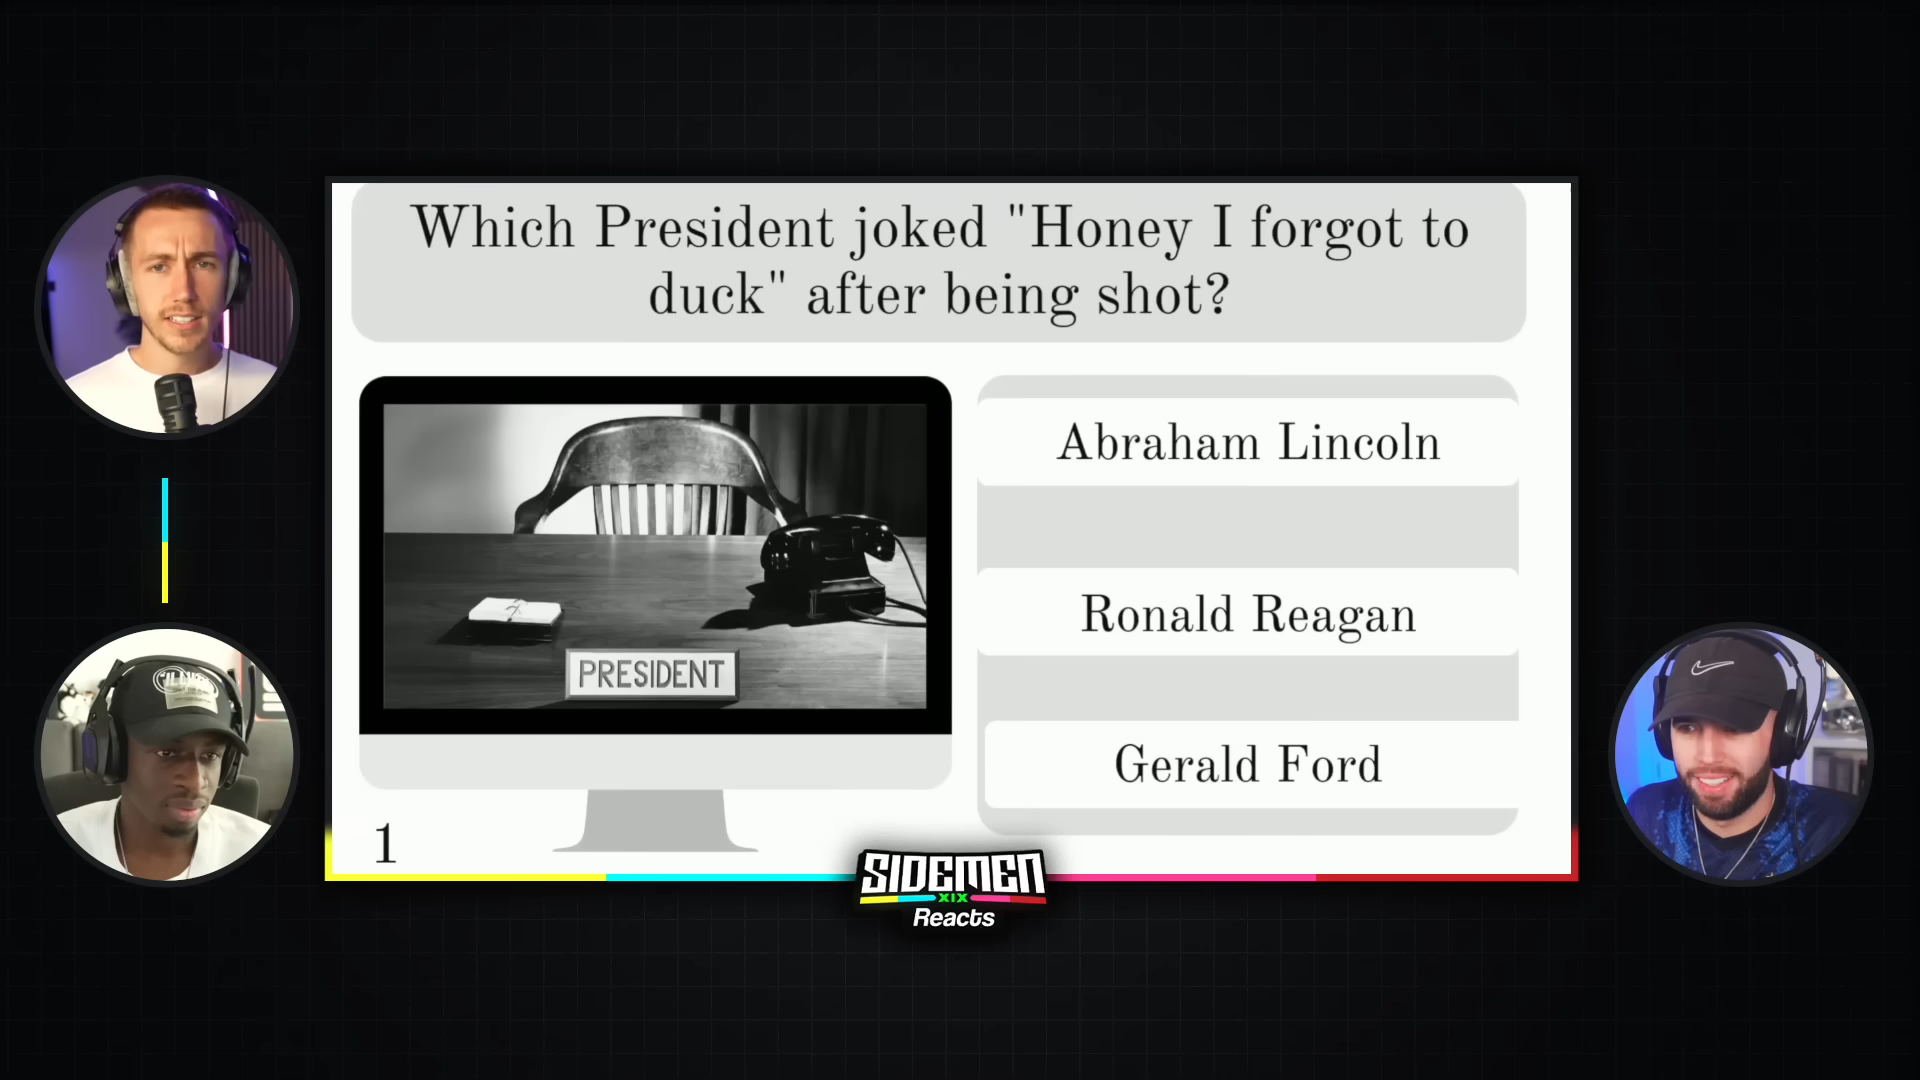 Which President joked "Honey I forgot to
duck" after being shot?
Abraham Lincoln
Ronald Reagan
Gerald Ford
PRESIDENT
1
SIDEMEN
XIX
Reacts